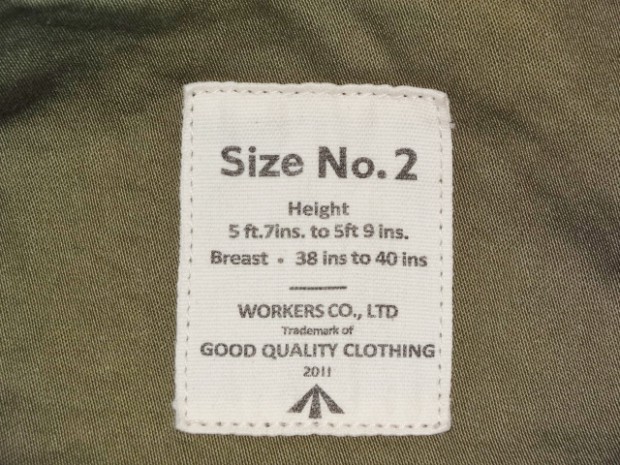 Size No.2
Height
5 ft.7ins. to 5ft 9 ins.
Breast • 38 ins to 40 ins
WORKERS CO., LTD
Trademark of
GOOD QUALITY CLOTHING
2011